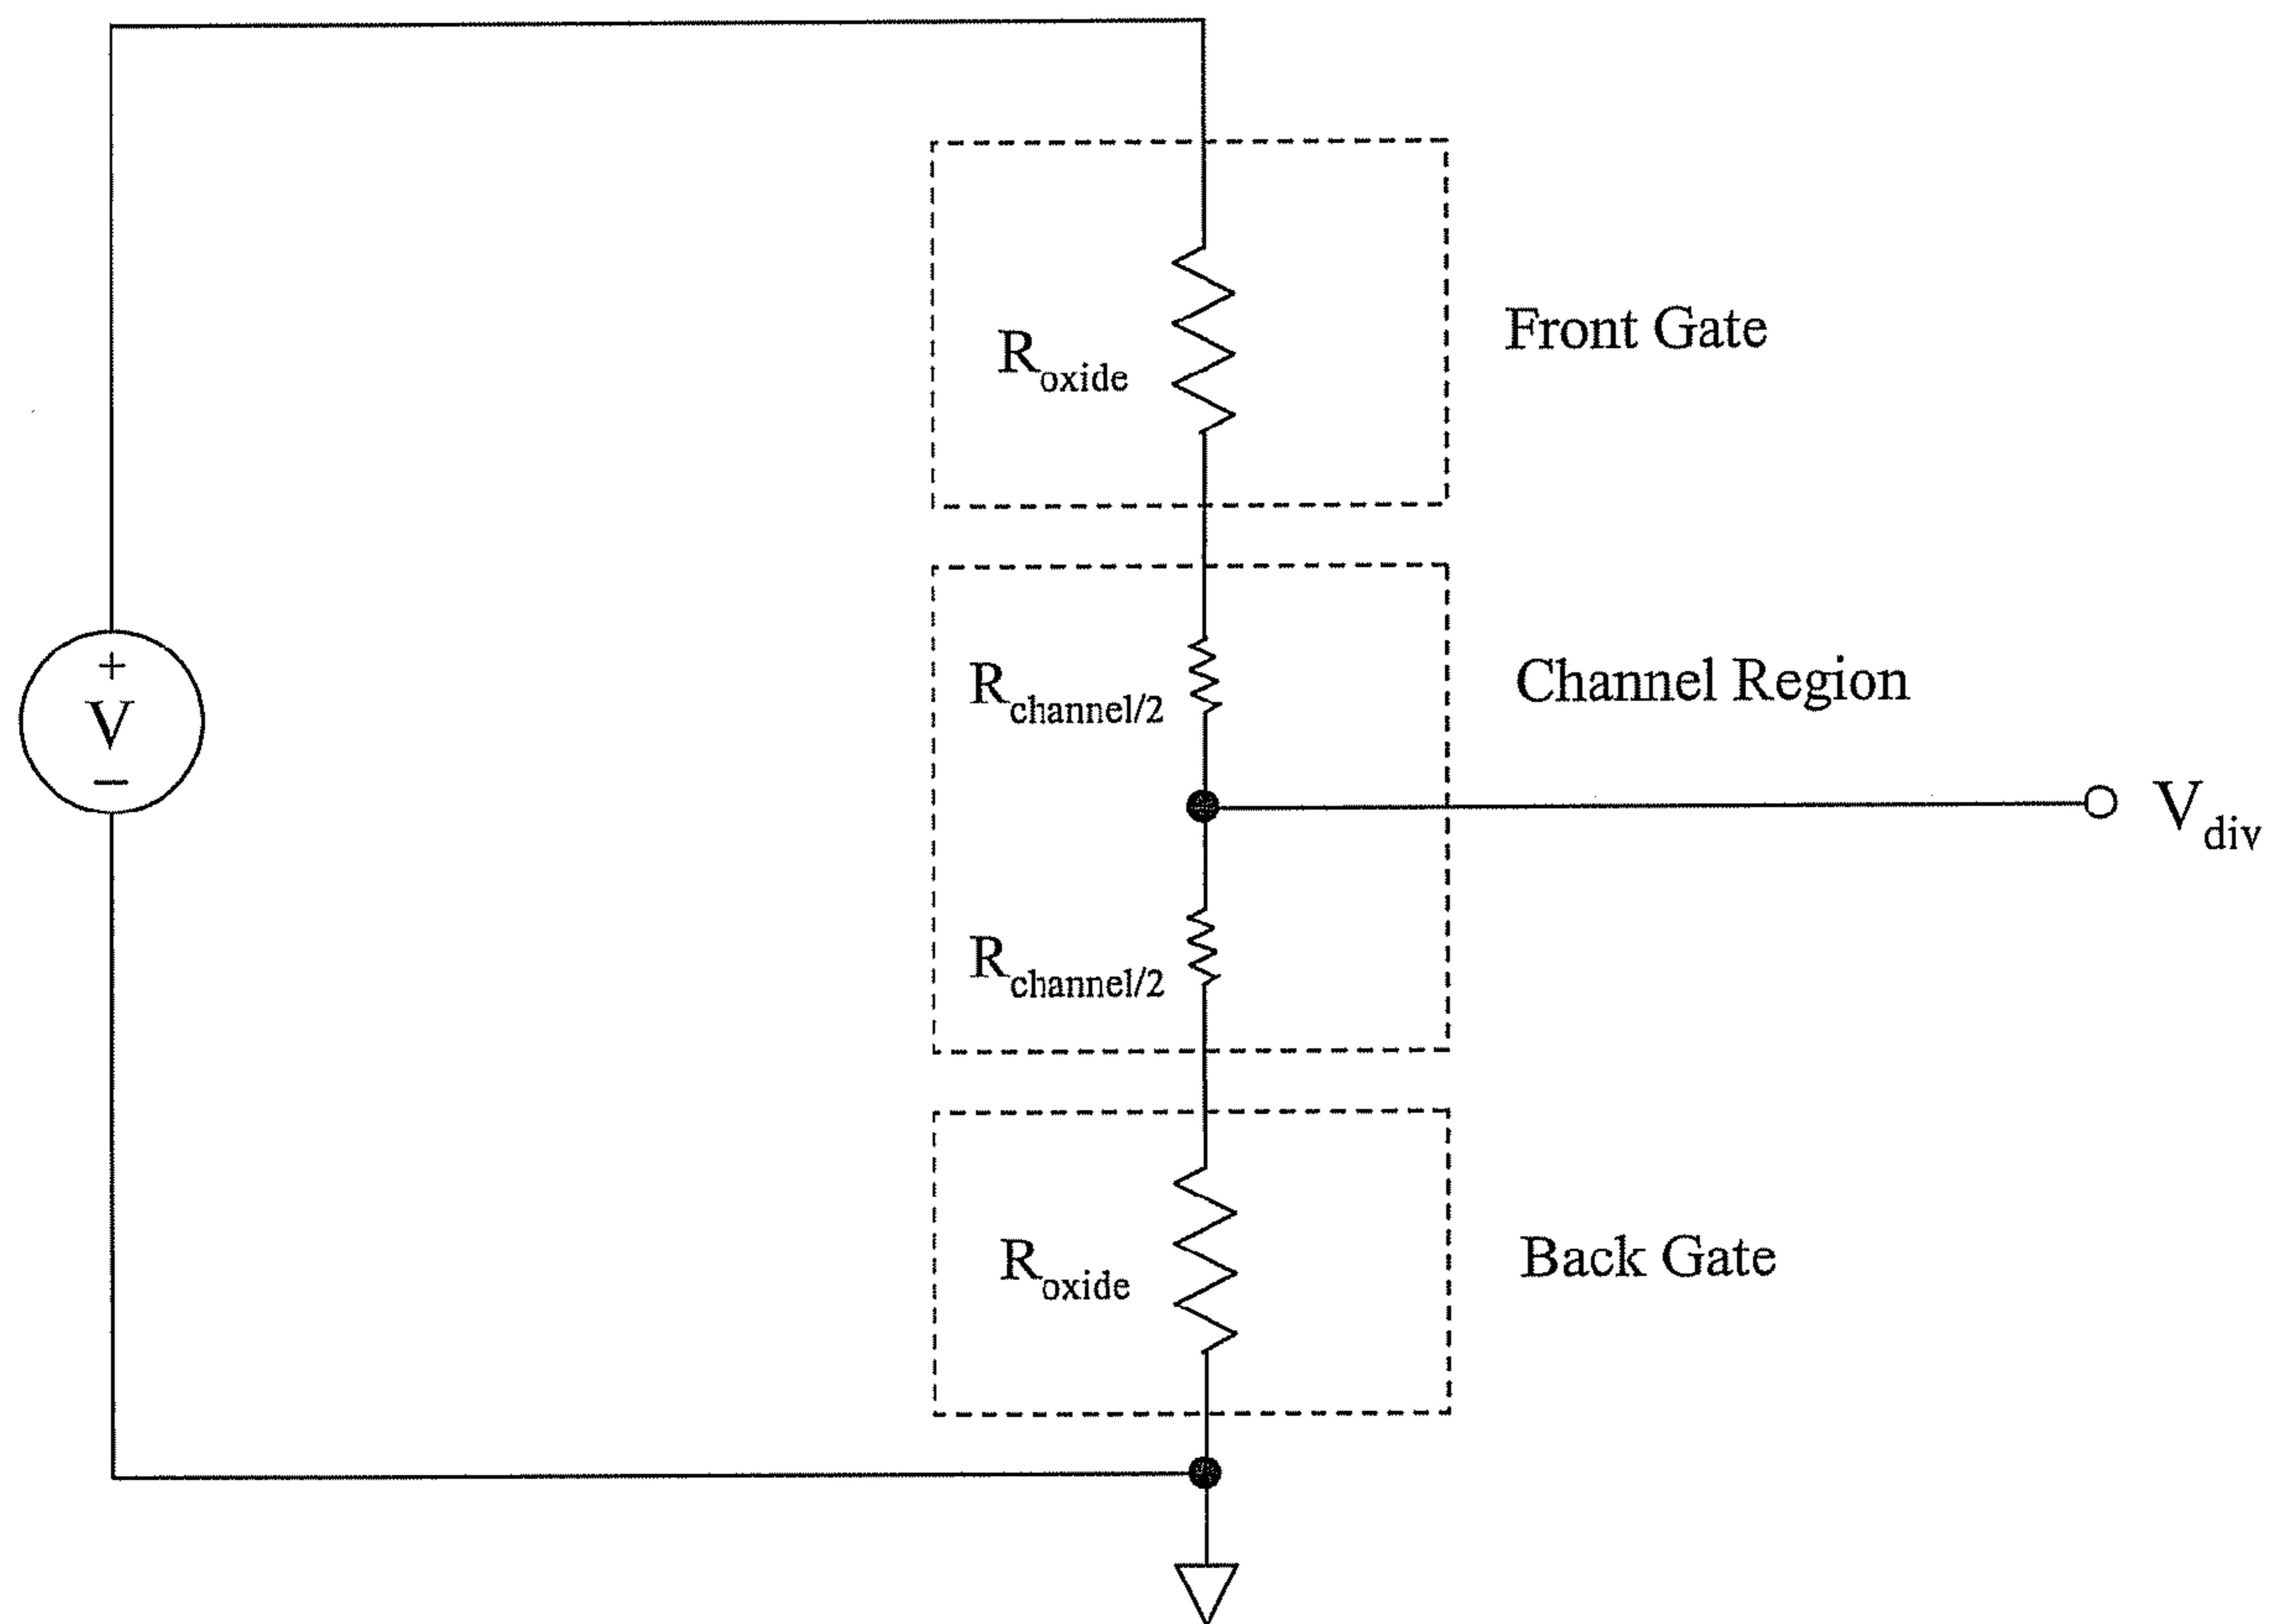 R_oxide
Front Gate
R_channel/2
Channel Region
+
V
−
V_div
R_channel/2
R_oxide
Back Gate